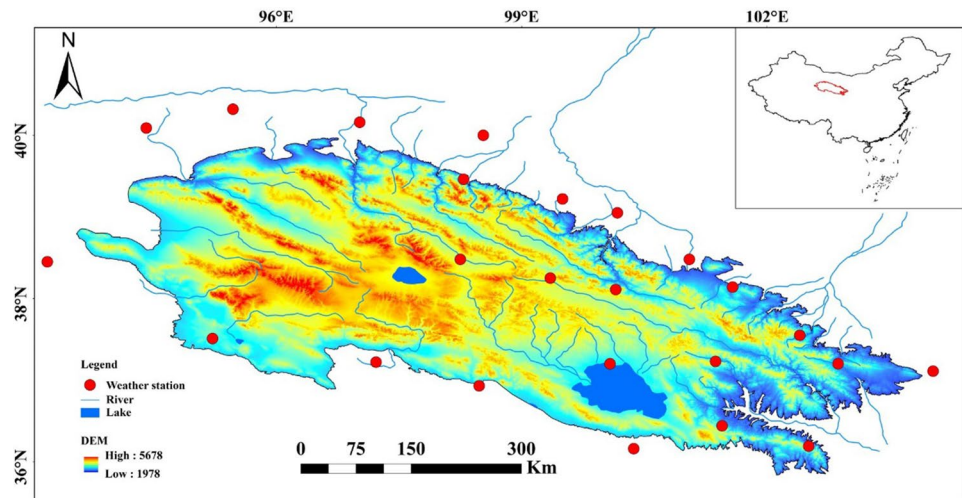 96°E 99°E 102°E
N
40°N
38°N
36°N
Legend
Weather station
River
Lake
DEM
High : 5678
Low : 1978
0 75 150 300
Km